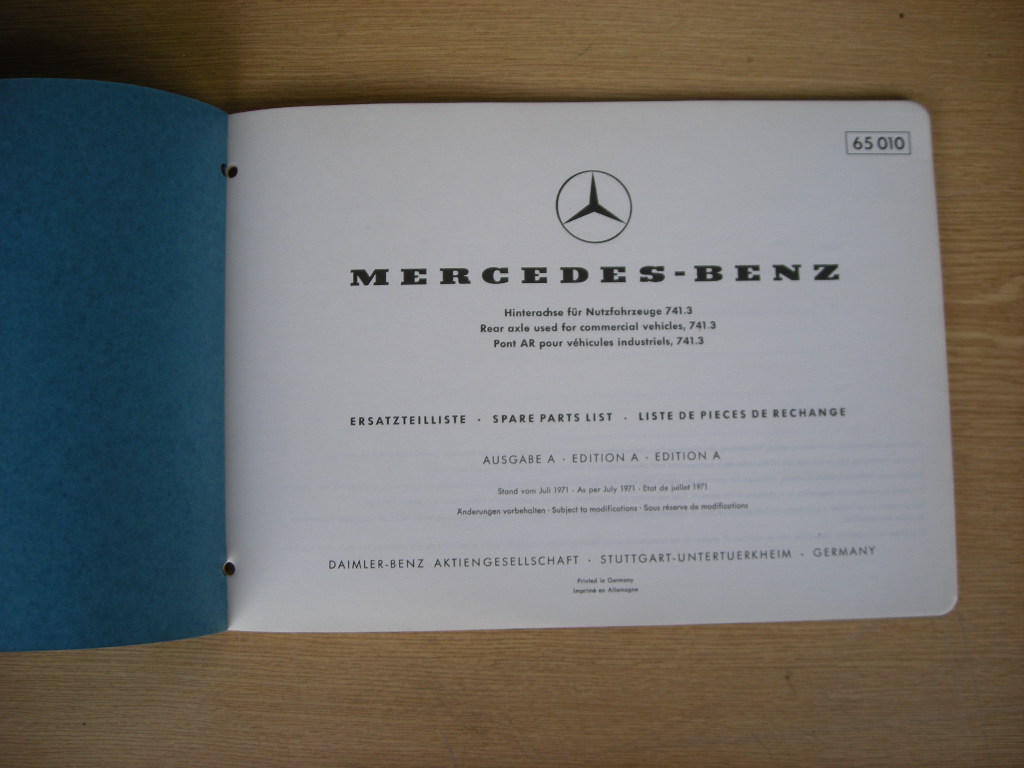 65 010
MERCEDES-BENZ
Hinterachse für Nutzfahrzeuge 741.3
Rear axle used for commercial vehicles, 741.3
Pont AR pour véhicules industriels, 741.3
ERSATZTEILLISTE · SPARE PARTS LIST · LISTE DE PIECES DE RECHANGE
AUSGABE A · EDITION A · EDITION A
Stand vom Juli 1971 · As per July 1971 · Etat de juillet 1971
Änderungen vorbehalten · Subject to modifications · Sous réserve de modifications
DAIMLER-BENZ AKTIENGESELLSCHAFT · STUTTGART-UNTERTUERKHEIM · GERMANY
Printed in Germany
Imprimé en Allemagne